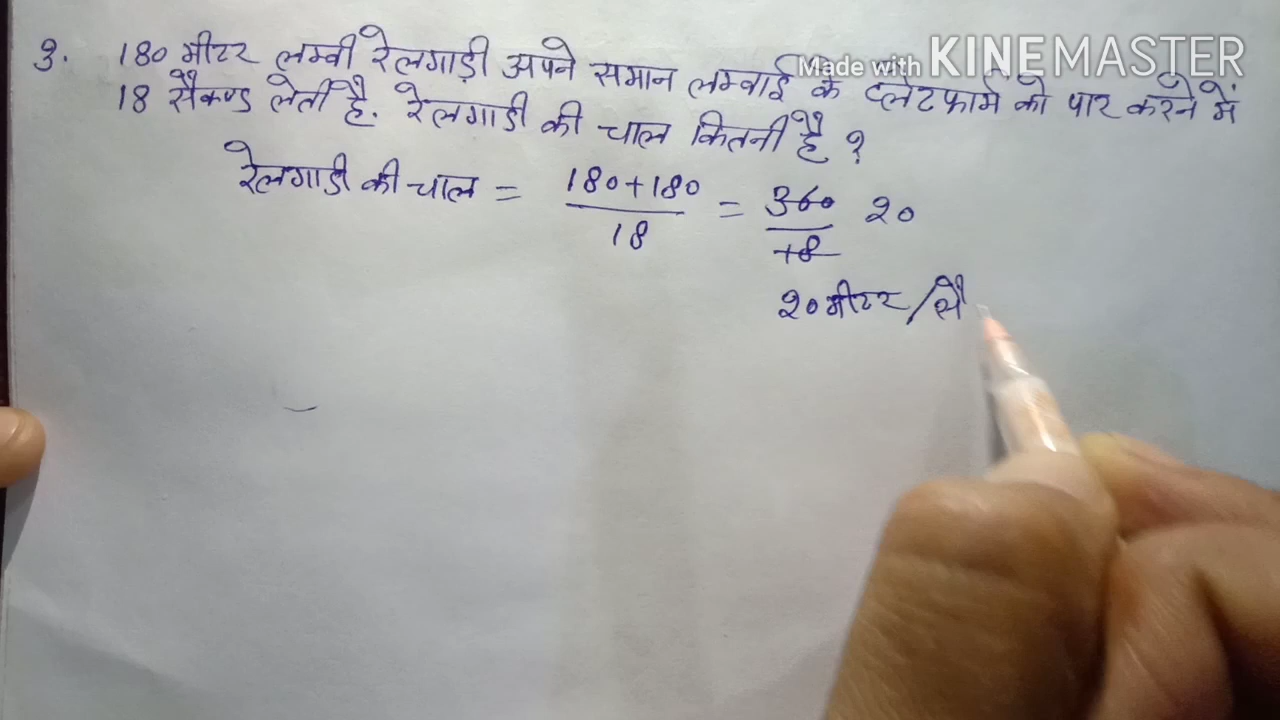 3. 180 मीटर लम्बी रेलगाड़ी अपने समान लम्बाई के प्लेटफार्म को पार करने में
Made with KINEMASTER
18 सैकण्ड लेती है. रेलगाडी की चाल कितनी है ?
रेलगाडी की चाल = 180+180 / 18 = 360 / 18 20
20 मीटर/सै